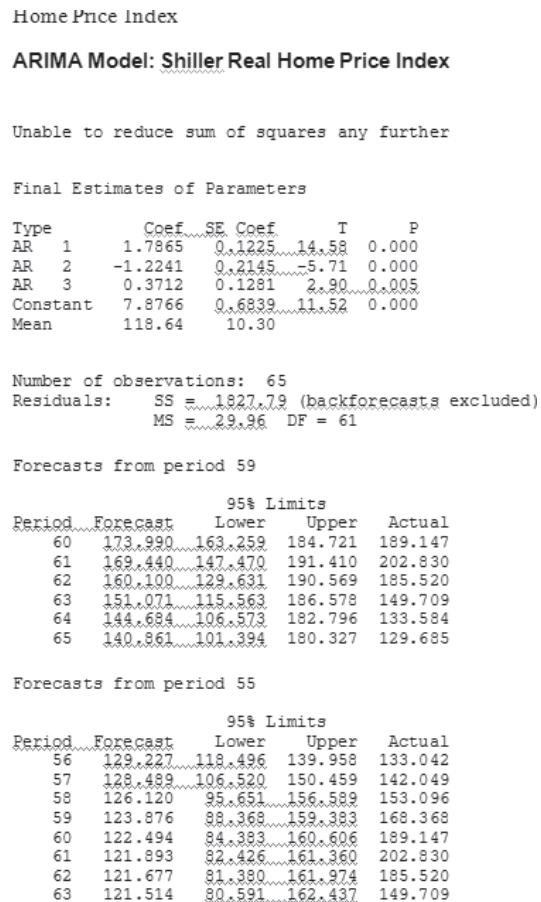 Home Price Index
ARIMA Model: Shiller Real Home Price Index
Unable to reduce sum of squares any further
Final Estimates of Parameters
Type Coef SE Coef T P
AR 1 1.7865 0.1225 14.58 0.000
AR 2 -1.2241 0.2145 -5.71 0.000
AR 3 0.3712 0.1281 2.90 0.005
Constant 7.8766 0.6839 11.52 0.000
Mean 118.64 10.30
Number of observations: 65
Residuals: SS = 1827.79 (backforecasts excluded)
MS = 29.96 DF = 61
Forecasts from period 59
95% Limits
Period Forecast Lower Upper Actual
60 173.990 163.259 184.721 189.147
61 169.440 147.470 191.410 202.830
62 160.100 129.631 190.569 185.520
63 151.071 115.563 186.578 149.709
64 144.684 106.573 182.796 133.584
65 140.861 101.394 180.327 129.685
Forecasts from period 55
95% Limits
Period Forecast Lower Upper Actual
56 129.227 118.496 139.958 133.042
57 128.489 106.520 150.459 142.049
58 126.120 95.651 156.589 153.096
59 123.876 88.368 159.383 168.368
60 122.494 84.383 160.606 189.147
61 121.893 82.426 161.360 202.830
62 121.677 81.380 161.974 185.520
63 121.514 80.591 162.437 149.709